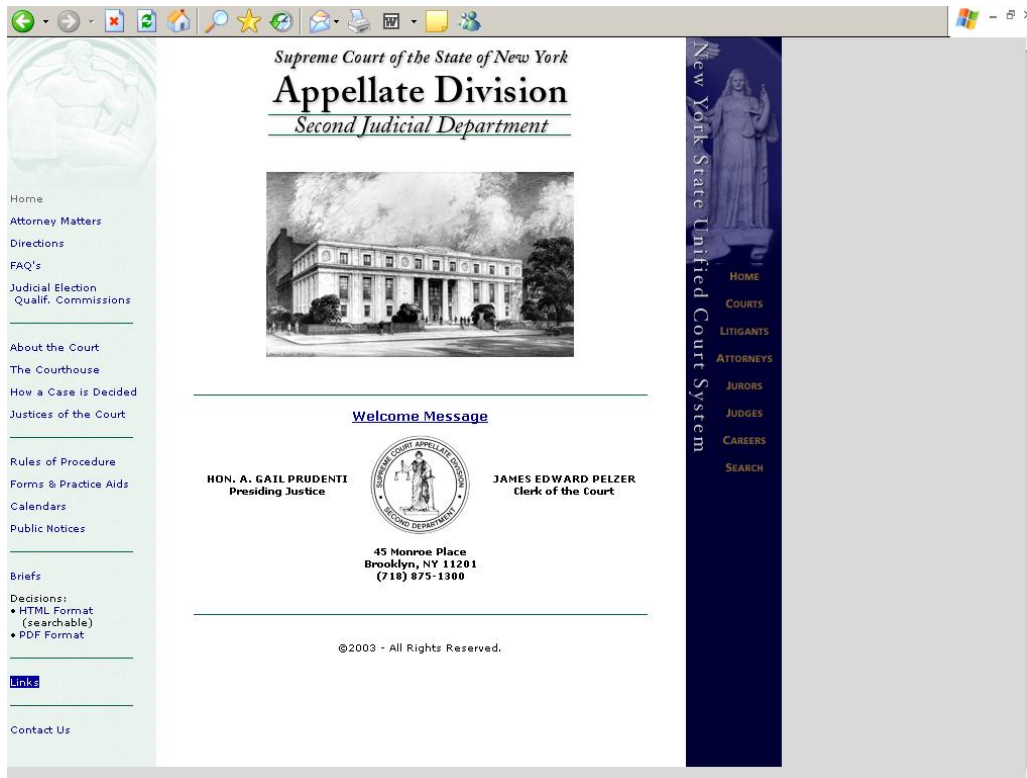 Supreme Court of the State of New York
Appellate Division
Second Judicial Department
Home
Attorney Matters
Directions
FAQ's
Judicial Election
Qualif. Commissions
About the Court
The Courthouse
How a Case is Decided
Justices of the Court
Rules of Procedure
Forms & Practice Aids
Calendars
Public Notices
Briefs
Decisions:
• HTML Format
(searchable)
• PDF Format
Links
Contact Us
Welcome Message
HON. A. GAIL PRUDENTI
Presiding Justice
SUPREME COURT APPELLATE DIVISION
SECOND DEPARTMENT
JAMES EDWARD PELZER
Clerk of the Court
45 Monroe Place
Brooklyn, NY 11201
(718) 875-1300
©2003 - All Rights Reserved.
New York State Unified Court System
HOME
COURTS
LITIGANTS
ATTORNEYS
JURORS
JUDGES
CAREERS
SEARCH